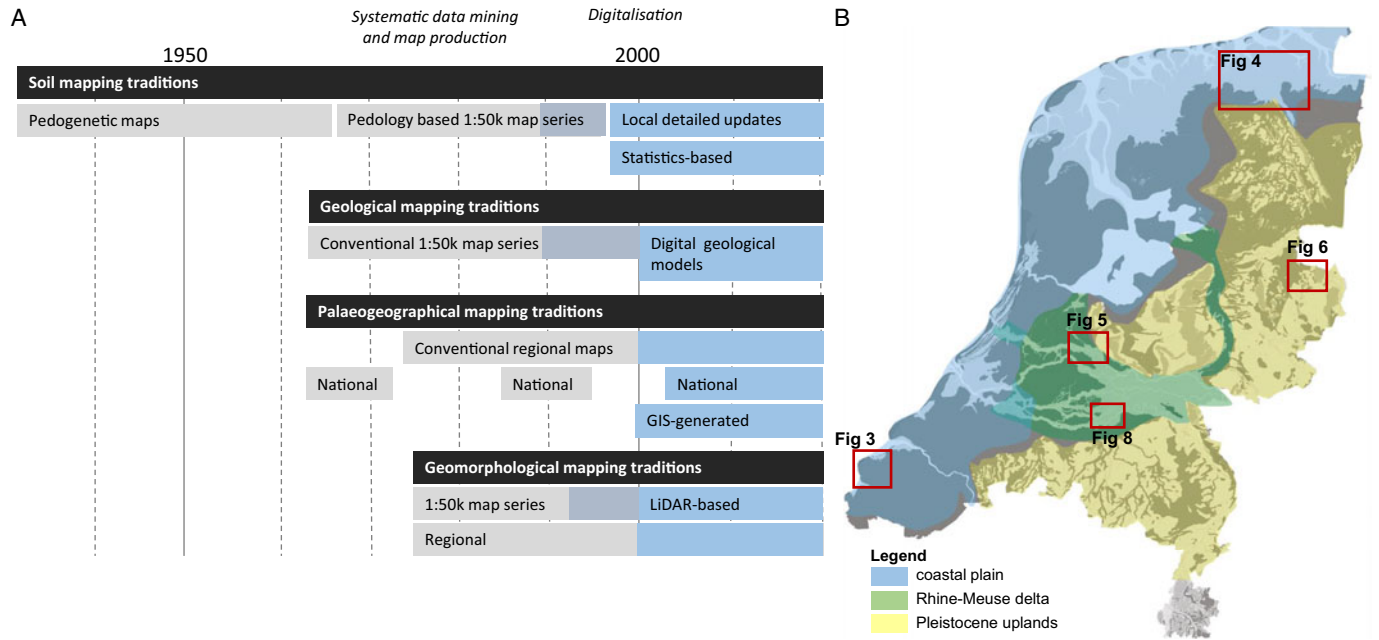 A
Systematic data mining
and map production
Digitalisation
1950
2000
Soil mapping traditions
Pedogenetic maps
Pedology based 1:50k map series
Local detailed updates
Statistics-based
Geological mapping traditions
Conventional 1:50k map series
Digital geological
models
Palaeogeographical mapping traditions
Conventional regional maps
National
National
National
GIS-generated
Geomorphological mapping traditions
1:50k map series
LiDAR-based
Regional
B
Fig 4
Fig 6
Fig 5
Fig 8
Fig 3
Legend
coastal plain
Rhine-Meuse delta
Pleistocene uplands